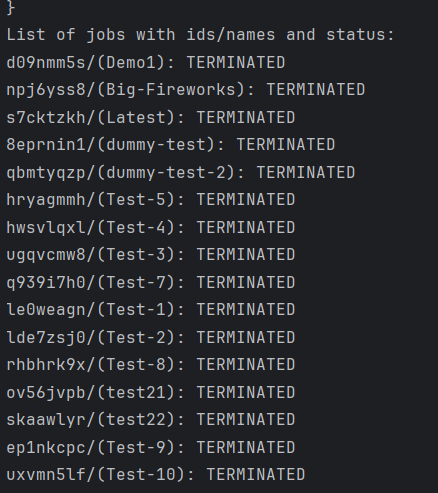 }
List of jobs with ids/names and status:
d09nmm5s/(Demo1): TERMINATED
npj6yss8/(Big-Fireworks): TERMINATED
s7cktzkh/(Latest): TERMINATED
8eprnin1/(dummy-test): TERMINATED
qbmtyqzp/(dummy-test-2): TERMINATED
hryagmmh/(Test-5): TERMINATED
hwsvlqxl/(Test-4): TERMINATED
ugqvcmw8/(Test-3): TERMINATED
q939i7h0/(Test-7): TERMINATED
le0weagn/(Test-1): TERMINATED
lde7zsj0/(Test-2): TERMINATED
rhbhrk9x/(Test-8): TERMINATED
ov56jvpb/(test21): TERMINATED
skaawlyr/(test22): TERMINATED
ep1nkcpc/(Test-9): TERMINATED
uxvmn5lf/(Test-10): TERMINATED